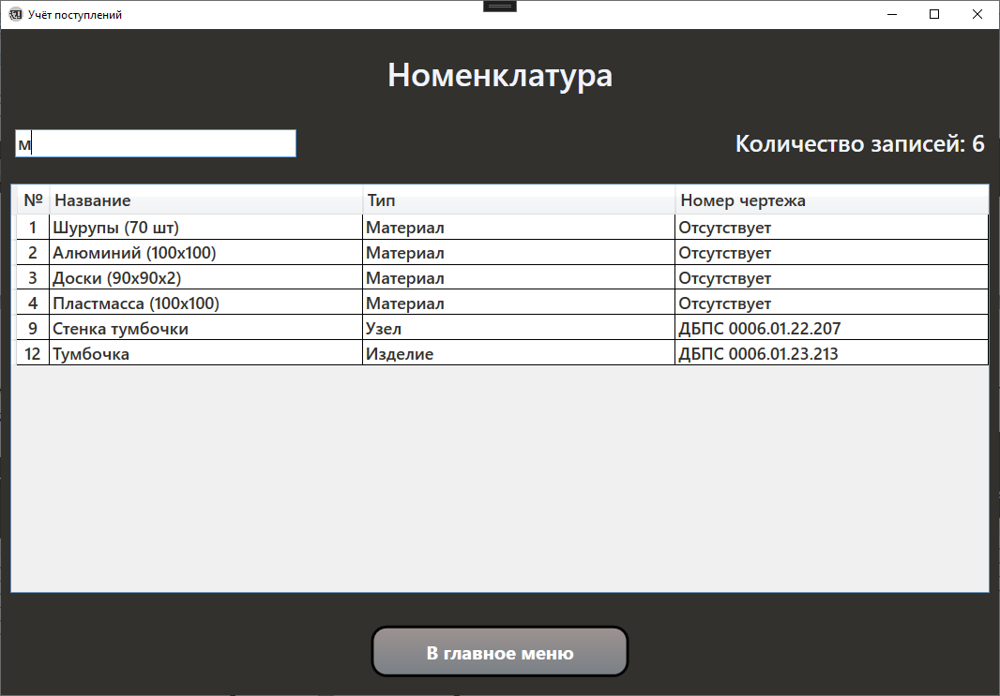 Учёт поступлений
Номенклатура
м
Количество записей: 6
№ Название Тип Номер чертежа
1 Шурупы (70 шт) Материал Отсутствует
2 Алюминий (100x100) Материал Отсутствует
3 Доски (90x90x2) Материал Отсутствует
4 Пластмасса (100x100) Материал Отсутствует
9 Стенка тумбочки Узел ДБПС 0006.01.22.207
12 Тумбочка Изделие ДБПС 0006.01.23.213
В главное меню